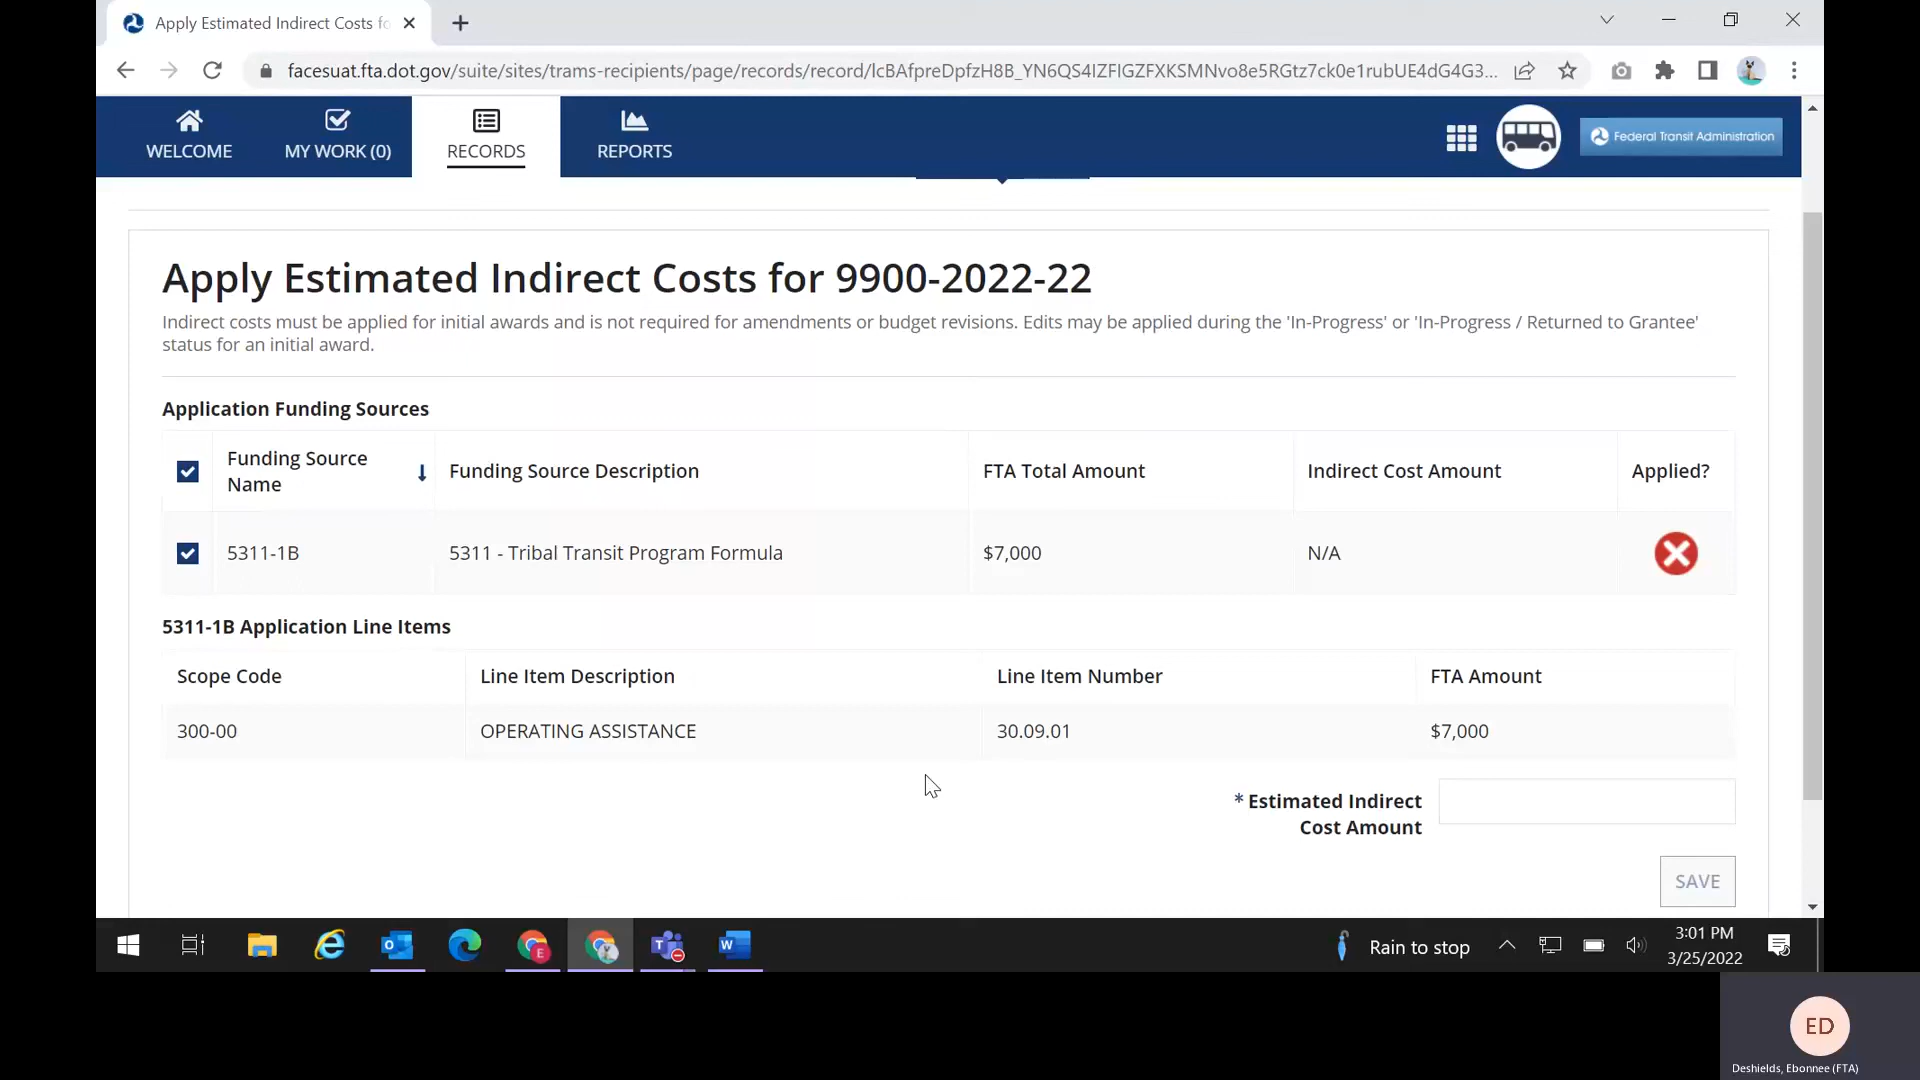 Apply Estimated Indirect Costs fo
facesuat.fta.dot.gov/suite/sites/trams-recipients/page/records/record/lcBAfpreDpfzH8B_YN6QS4IZFIGZFXKSMNvo8e5RGtz7ck0e1rubUE4dG4G3...
WELCOME
MY WORK (0)
RECORDS
REPORTS
Federal Transit Administration
Apply Estimated Indirect Costs for 9900-2022-22
Indirect costs must be applied for initial awards and is not required for amendments or budget revisions. Edits may be applied during the 'In-Progress' or 'In-Progress / Returned to Grantee'
status for an initial award.
Application Funding Sources
Funding Source
Name
Funding Source Description
FTA Total Amount
Indirect Cost Amount
Applied?
5311-1B
5311 - Tribal Transit Program Formula
$7,000
N/A
5311-1B Application Line Items
Scope Code
Line Item Description
Line Item Number
FTA Amount
300-00
OPERATING ASSISTANCE
30.09.01
$7,000
* Estimated Indirect
Cost Amount
SAVE
Rain to stop
3:01 PM
3/25/2022
ED
Deshields, Ebonnee (FTA)